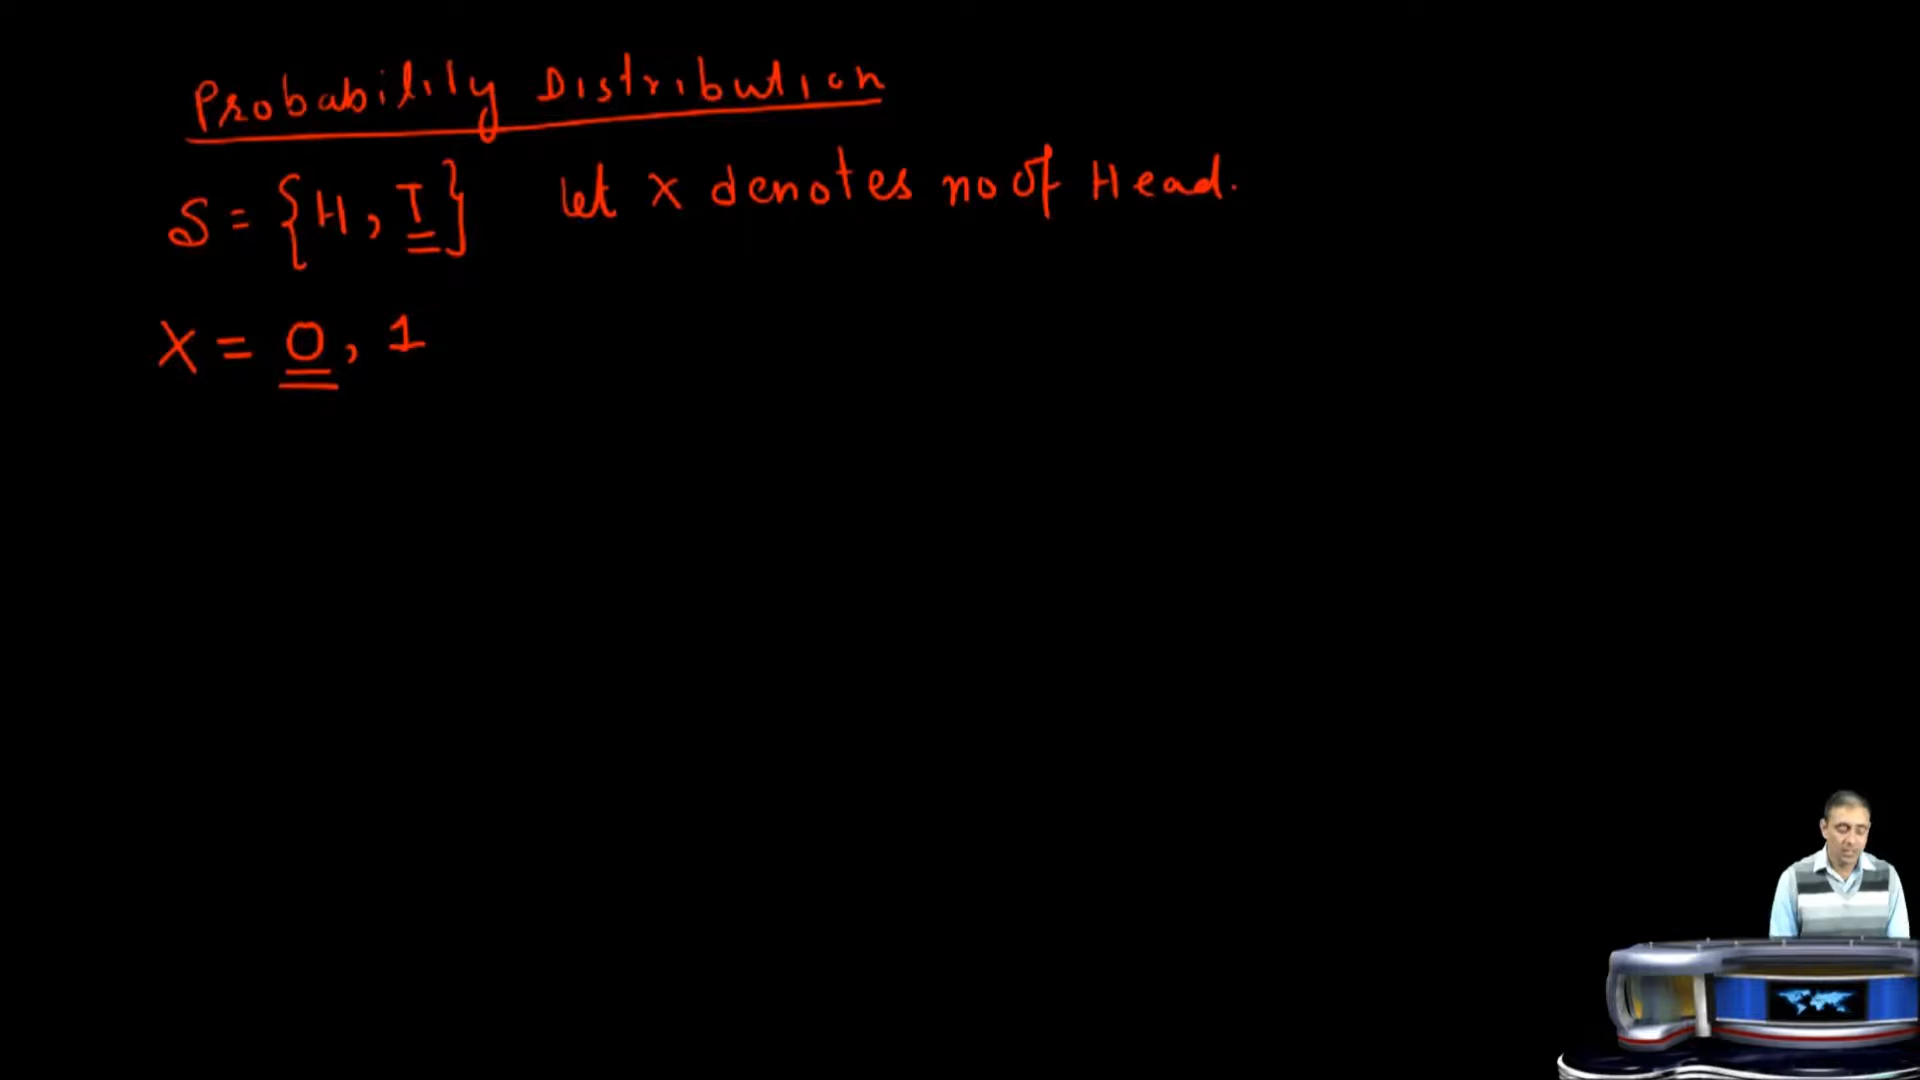 Probability Distribution
S = {H, T} let x denotes no of Head.
X = 0, 1